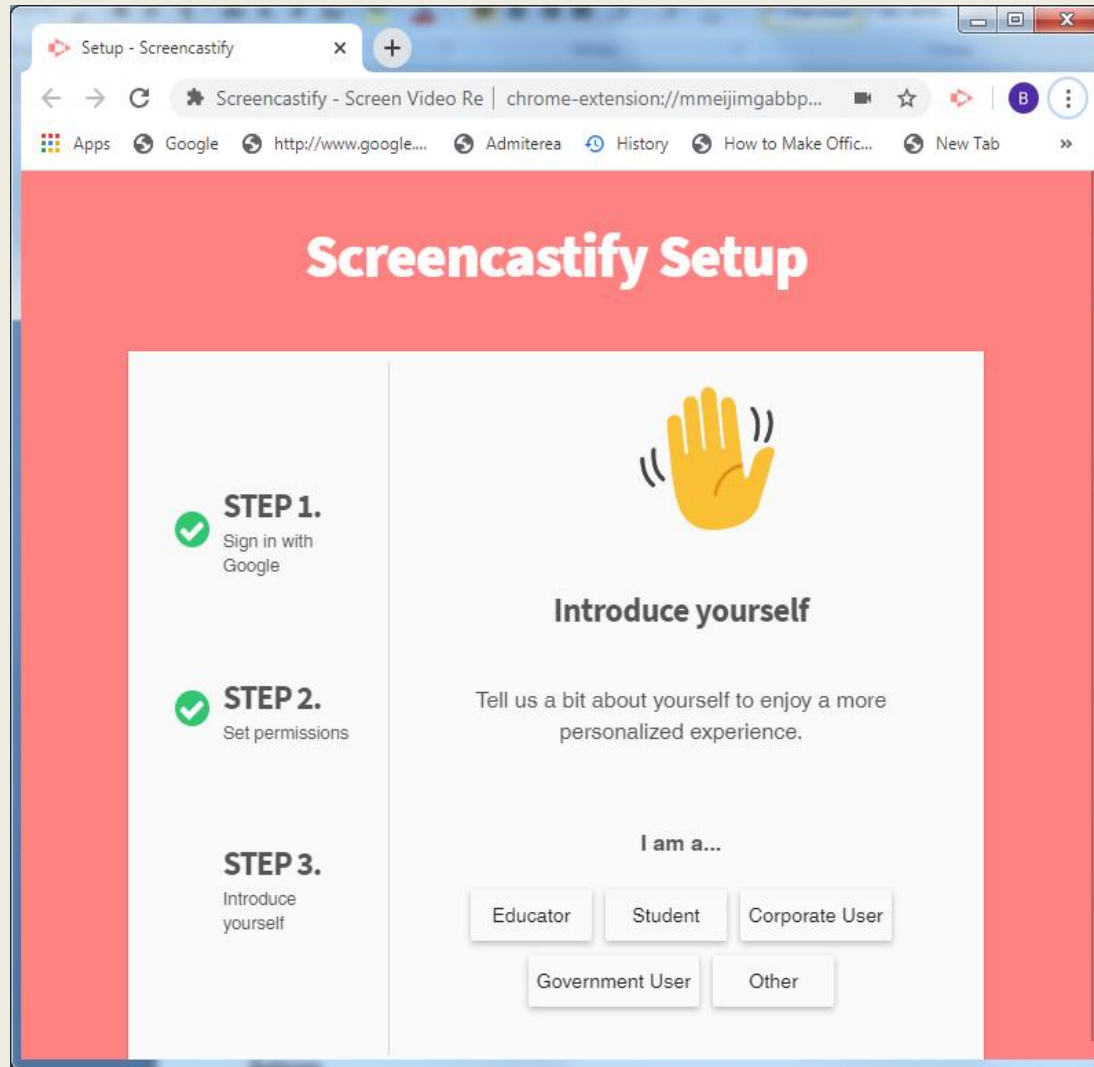 Setup - Screencastify
Screencastify - Screen Video Re | chrome-extension://mmeijimgabbp...
B
Apps Google http://www.google.... Admiterea History How to Make Offic... New Tab »
Screencastify Setup
STEP 1.
Sign in with
Google
STEP 2.
Set permissions
STEP 3.
Introduce
yourself
Introduce yourself
Tell us a bit about yourself to enjoy a more
personalized experience.
I am a...
Educator Student Corporate User
Government User Other